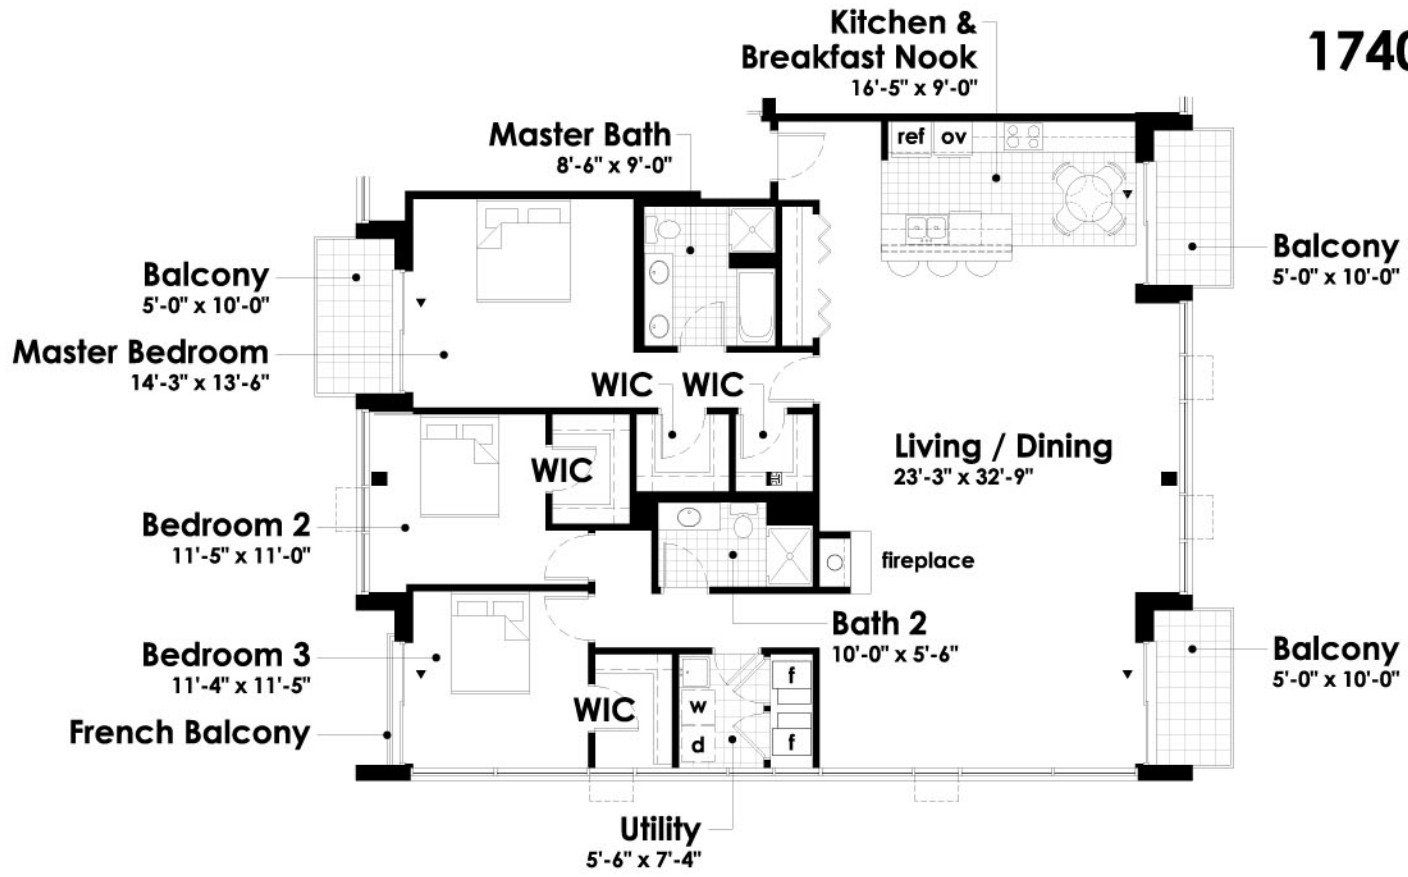 Kitchen &
Breakfast Nook
16'-5" x 9'-0"
1740
Master Bath
8'-6" x 9'-0"
ref
ov
Balcony
5'-0" x 10'-0"
Balcony
5'-0" x 10'-0"
Master Bedroom
14'-3" x 13'-6"
WIC
WIC
Living / Dining
23'-3" x 32'-9"
WIC
Bedroom 2
11'-5" x 11'-0"
fireplace
Bath 2
10'-0" x 5'-6"
Bedroom 3
11'-4" x 11'-5"
Balcony
5'-0" x 10'-0"
f
w
WIC
French Balcony
d
f
Utility
5'-6" x 7'-4"